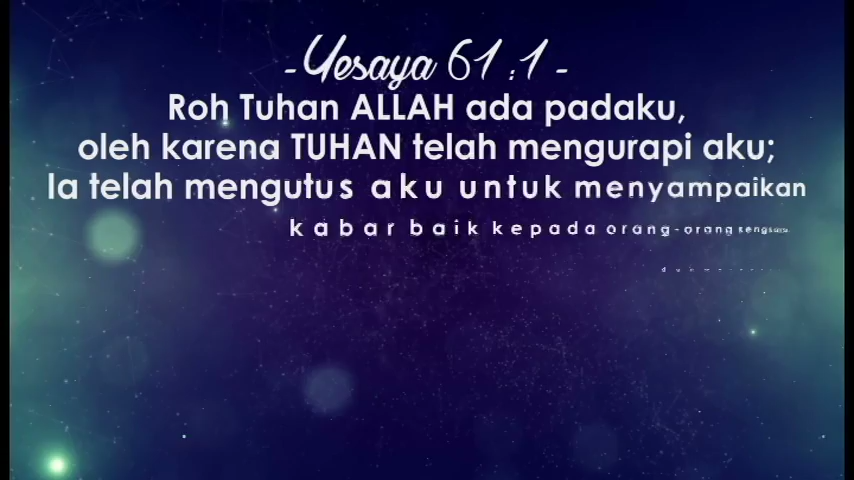 -Yesaya 61 :1 -
Roh Tuhan ALLAH ada padaku,
oleh karena TUHAN telah mengurapi aku;
Ia telah mengutus aku untuk menyampaikan
kabar baik kepada orang-orang